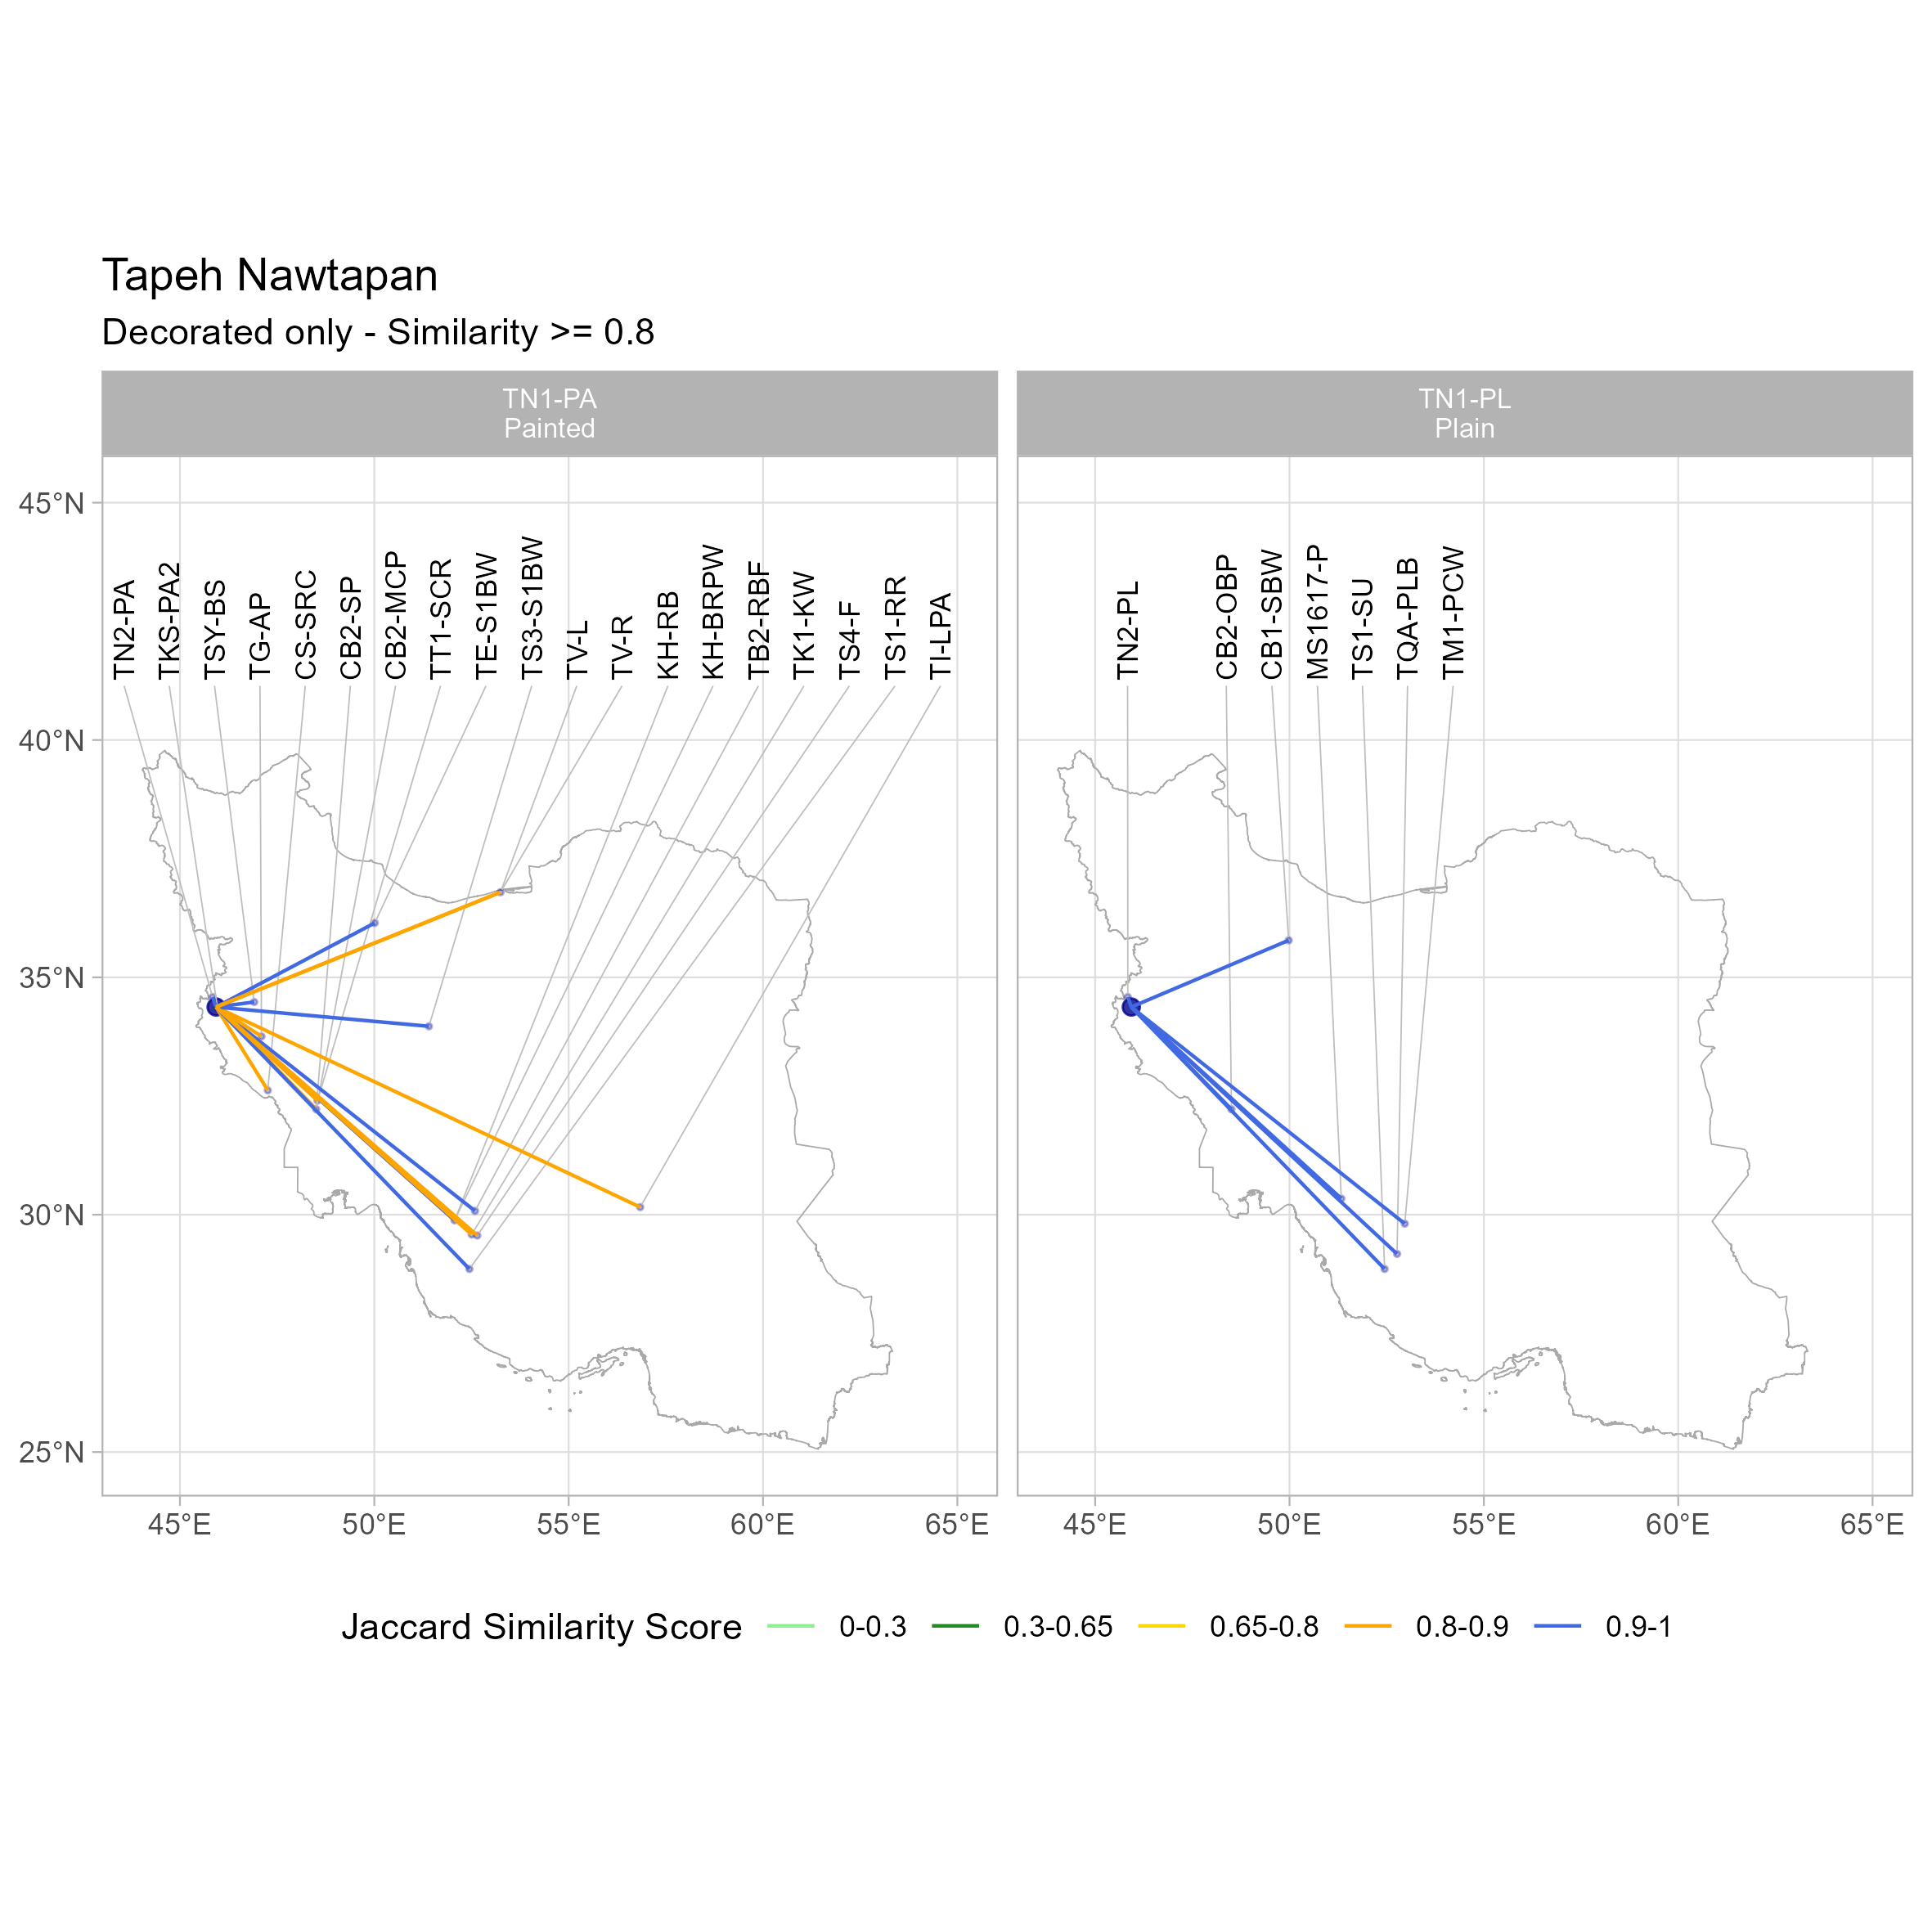 Tapeh Nawtapan
Decorated only - Similarity >= 0.8
TN1-PA
Painted
TN1-PL
Plain
45°N
40°N
35°N
30°N
25°N
TN2-PA
TKS-PA2
TSY-BS
TG-AP
CS-SRC
CB2-SP
CB2-MCP
TT1-SCR
TE-S1BW
TS3-S1BW
TV-L
TV-R
KH-RB
KH-BRPW
TB2-RBF
TK1-KW
TS4-F
TS1-RR
TI-LPA
TN2-PL
CB2-OBP
CB1-SBW
MS1617-P
TS1-SU
TQA-PLB
TM1-PCW
45°E 50°E 55°E 60°E 65°E
45°E 50°E 55°E 60°E 65°E
Jaccard Similarity Score 0-0.3 0.3-0.65 0.65-0.8 0.8-0.9 0.9-1